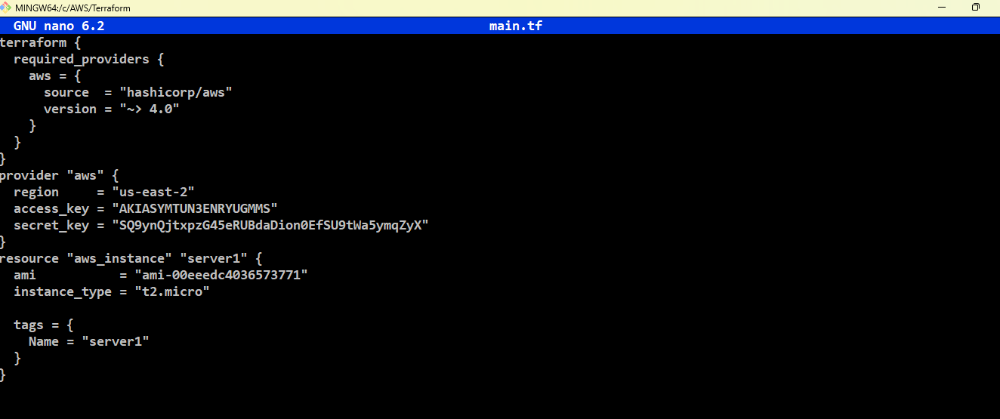 MINGW64:/c/AWS/Terraform
GNU nano 6.2 main.tf
terraform {
  required_providers {
    aws = {
      source  = "hashicorp/aws"
      version = "~> 4.0"
    }
  }
}
provider "aws" {
  region     = "us-east-2"
  access_key = "AKIASYMTUN3ENRYUGMMS"
  secret_key = "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"
}
resource "aws_instance" "server1" {
  ami           = "ami-00eeedc4036573771"
  instance_type = "t2.micro"

  tags = {
    Name = "server1"
  }
}